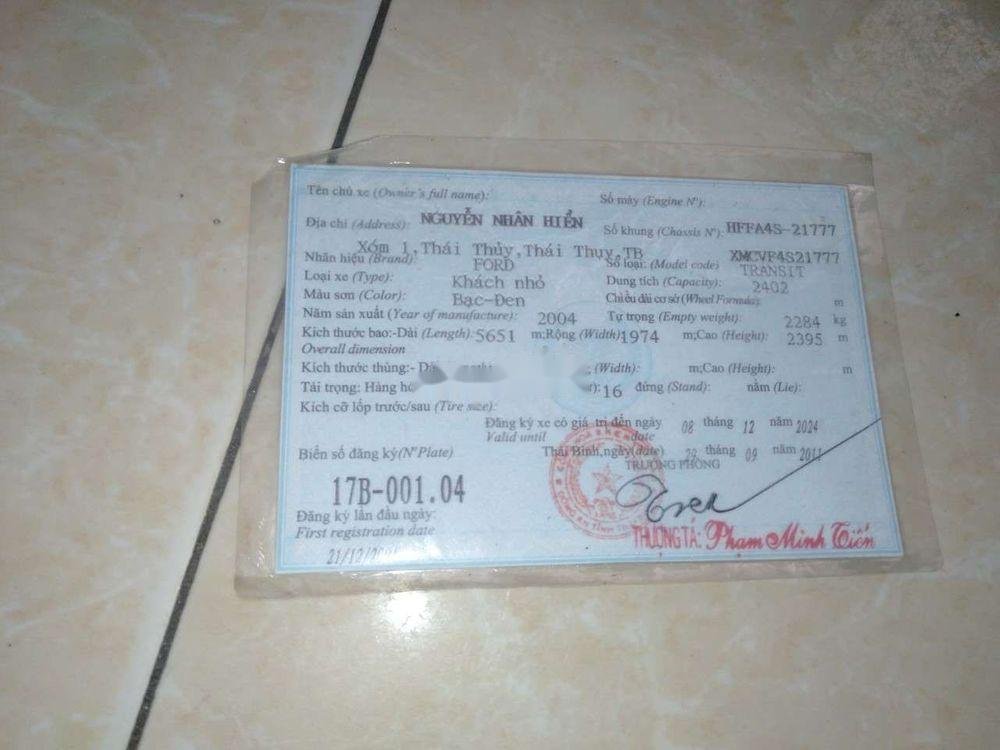 Tên chủ xe (Owner's full name):
NGUYỄN NHÂN HIỂN
Số máy (Engine Nº):
HFFA4S-21777
Địa chỉ (Address):
Xóm 1,Thái Thủy,Thái Thụy,TB
Số khung (Chassis Nº):
XMCVF4S21777
Nhãn hiệu (Brand): FORD
Số loại: (Model code) TRANSIT
Loại xe (Type): Khách nhỏ
Dung tích (Capacity): 2402
Màu sơn (Color): Bạc-Đen
Chiều dài cơ sở (Wheel Formula): m
Năm sản xuất (Year of manufacture): 2004
Tự trọng (Empty weight): 2284 kg
Kích thước bao:-Dài (Length): 5651 m;Rộng (Width) 1974 m;Cao (Height): 2395 m
Overall dimension
Kích thước thùng:- (Width): m;Cao (Height): m
Tải trọng: Hàng 16 đứng (Stand): nằm (Lie):
Kích cỡ lốp trước/sau (Tire size):
Đăng ký xe có giá trị đến ngày 08 tháng 12 năm 2024
Valid until date
Biển số đăng ký(NºPlate)
Thái Bình,ngày(date) 29 tháng 09 năm 2011
TRƯỞNG PHÒNG
17B-001.04
Đăng ký lần đầu ngày:
First registration date
21/12/
THƯỢNG TÁ: Phạm Minh Tiến